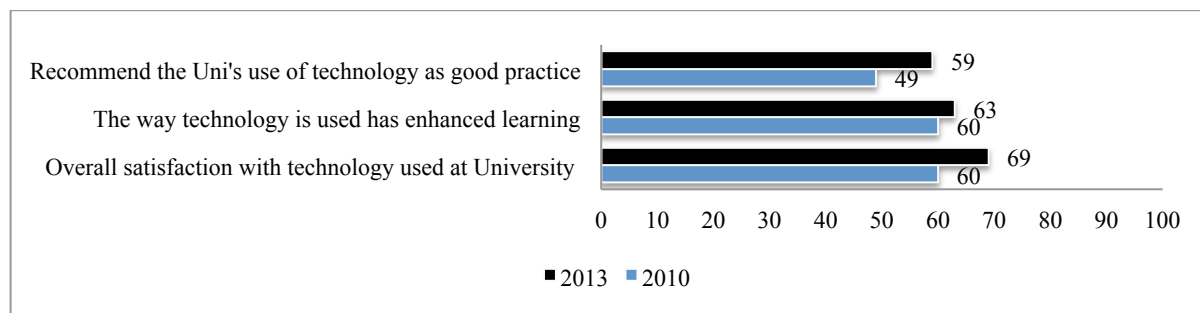 Recommend the Uni's use of technology as good practice
59
49
The way technology is used has enhanced learning
63
60
Overall satisfaction with technology used at University
69
60
0 10 20 30 40 50 60 70 80 90 100
2013 2010